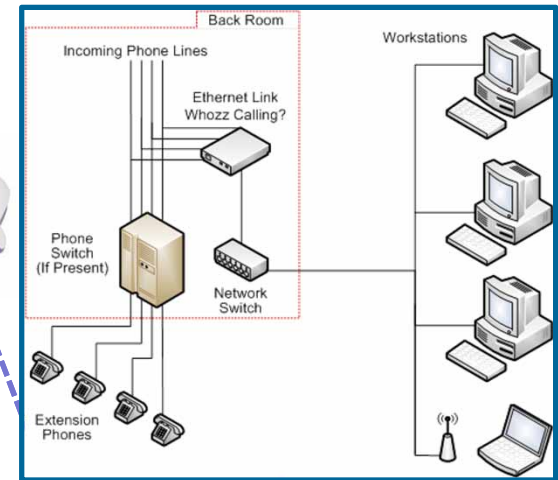 Back Room
Incoming Phone Lines
Workstations
Ethernet Link
Whozz Calling?
Phone
Switch
(If Present)
Network
Switch
Extension
Phones